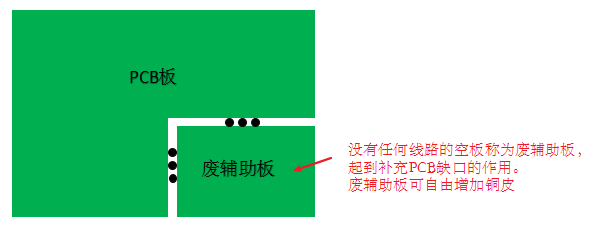 PCB板
废辅助板
没有任何线路的空板称为废辅助板，
起到补充PCB缺口的作用。
废辅助板可自由增加铜皮